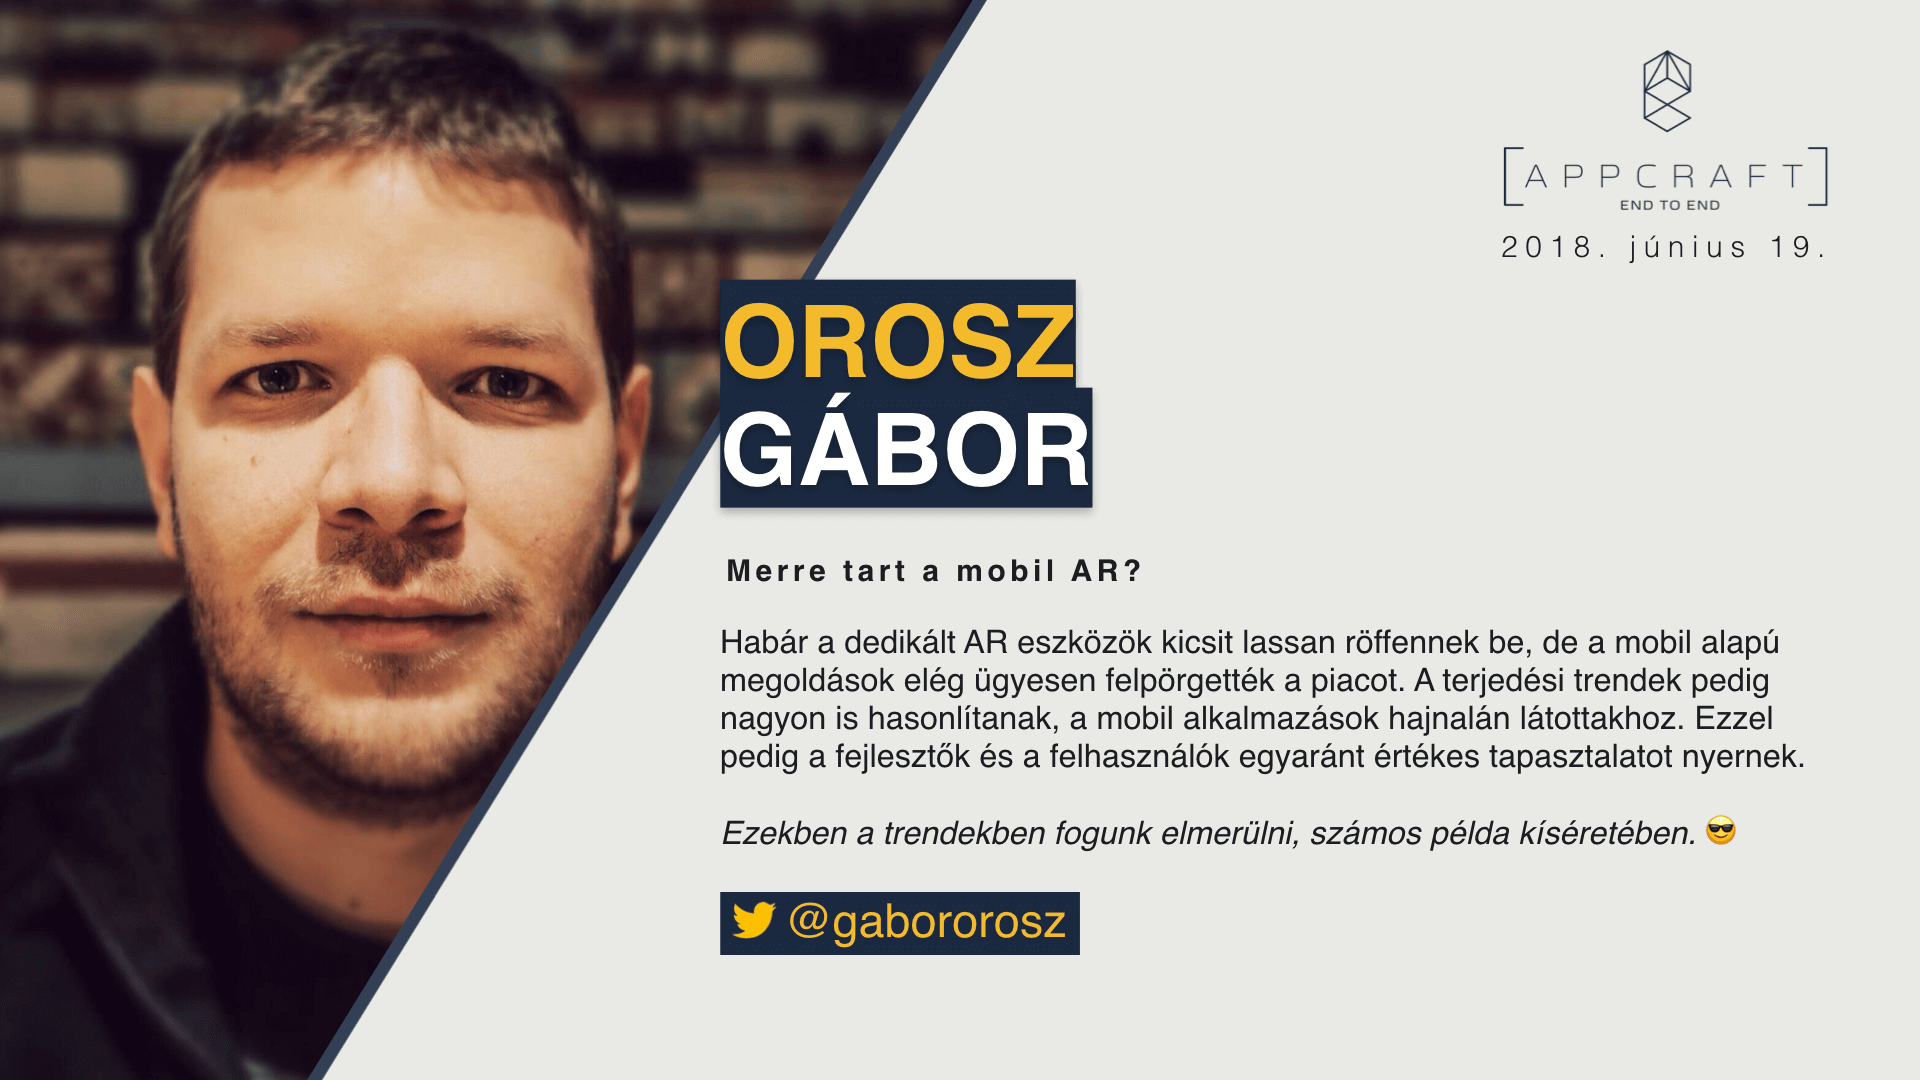 [APPCRAFT]
END TO END
2018. június 19.
OROSZ
GÁBOR
Merre tart a mobil AR?
Habár a dedikált AR eszközök kicsit lassan röffennek be, de a mobil alapú
megoldások elég ügyesen felpörgették a piacot. A terjedési trendek pedig
nagyon is hasonlítanak, a mobil alkalmazások hajnalán látottakhoz. Ezzel
pedig a fejlesztők és a felhasználók egyaránt értékes tapasztalatot nyernek.
Ezekben a trendekben fogunk elmerülni, számos példa kíséretében. 😎
@gabororosz